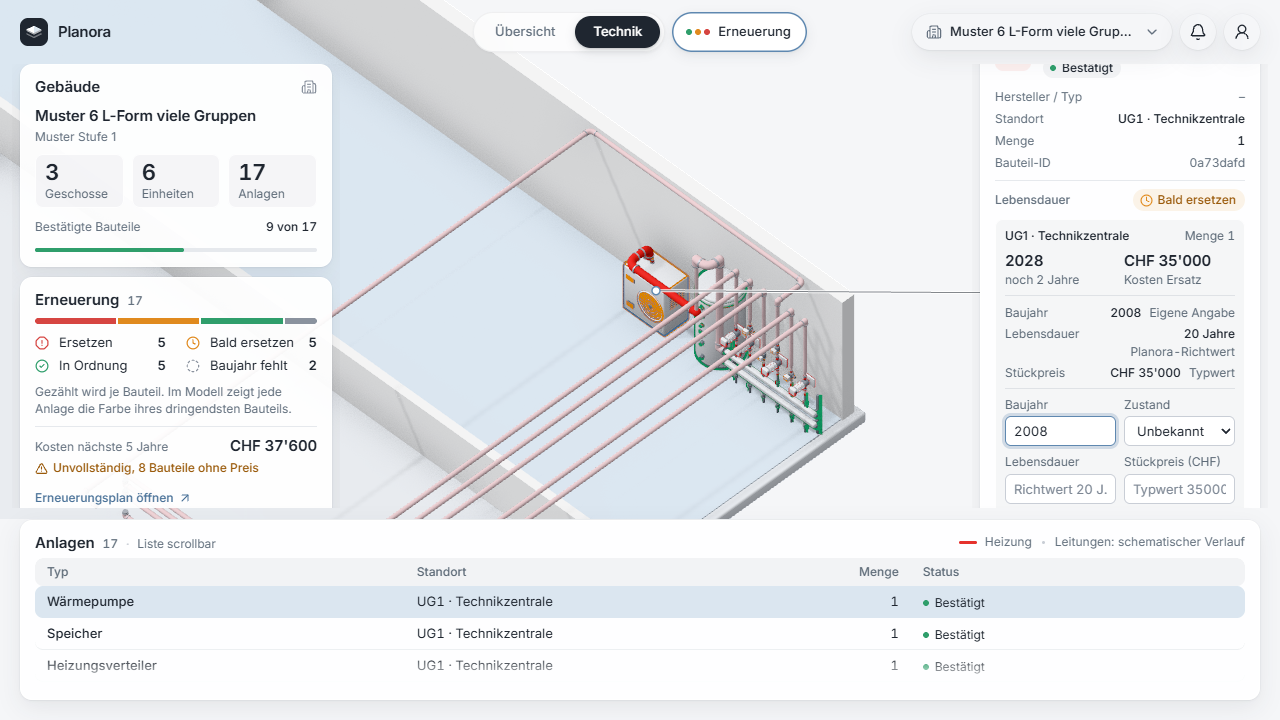 Planora
Übersicht
Technik
Erneuerung
Muster 6 L-Form viele Grup...
Gebäude
Muster 6 L-Form viele Gruppen
Muster Stufe 1
3
Geschosse
6
Einheiten
17
Anlagen
Bestätigte Bauteile
9 von 17
Erneuerung 17
Ersetzen 5
Bald ersetzen 5
In Ordnung 5
Baujahr fehlt 2
Gezählt wird je Bauteil. Im Modell zeigt jede
Anlage die Farbe ihres dringendsten Bauteils.
Kosten nächste 5 Jahre
CHF 37'600
Unvollständig, 8 Bauteile ohne Preis
Erneuerungsplan öffnen
Bestätigt
Hersteller / Typ –
Standort UG1 · Technikzentrale
Menge 1
Bauteil-ID 0a73dafd
Lebensdauer Bald ersetzen
UG1 · Technikzentrale Menge 1
2028 CHF 35'000
noch 2 Jahre Kosten Ersatz
Baujahr 2008 Eigene Angabe
Lebensdauer 20 Jahre
Planora-Richtwert
Stückpreis CHF 35'000 Typwert
Baujahr Zustand
2008 Unbekannt
Lebensdauer Stückpreis (CHF)
Richtwert 20 J. Typwert 35000
Anlagen 17 · Liste scrollbar
Heizung · Leitungen: schematischer Verlauf
Typ Standort Menge Status
Wärmepumpe UG1 · Technikzentrale 1 Bestätigt
Speicher UG1 · Technikzentrale 1 Bestätigt
Heizungsverteiler UG1 · Technikzentrale 1 Bestätigt